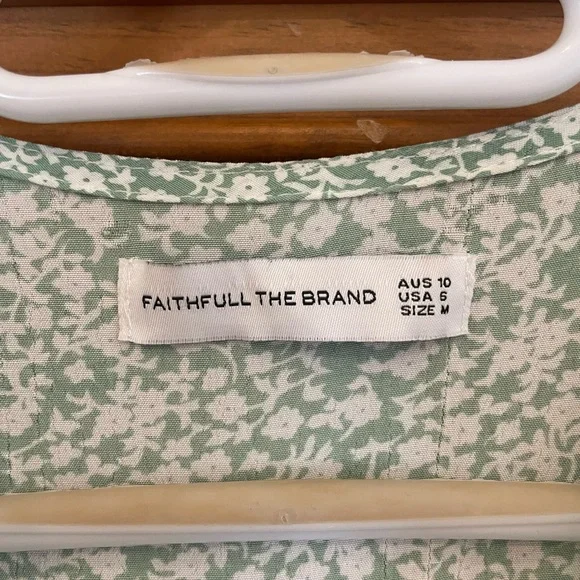 FAITHFULL THE BRAND
AUS 10
USA 6
SIZE M